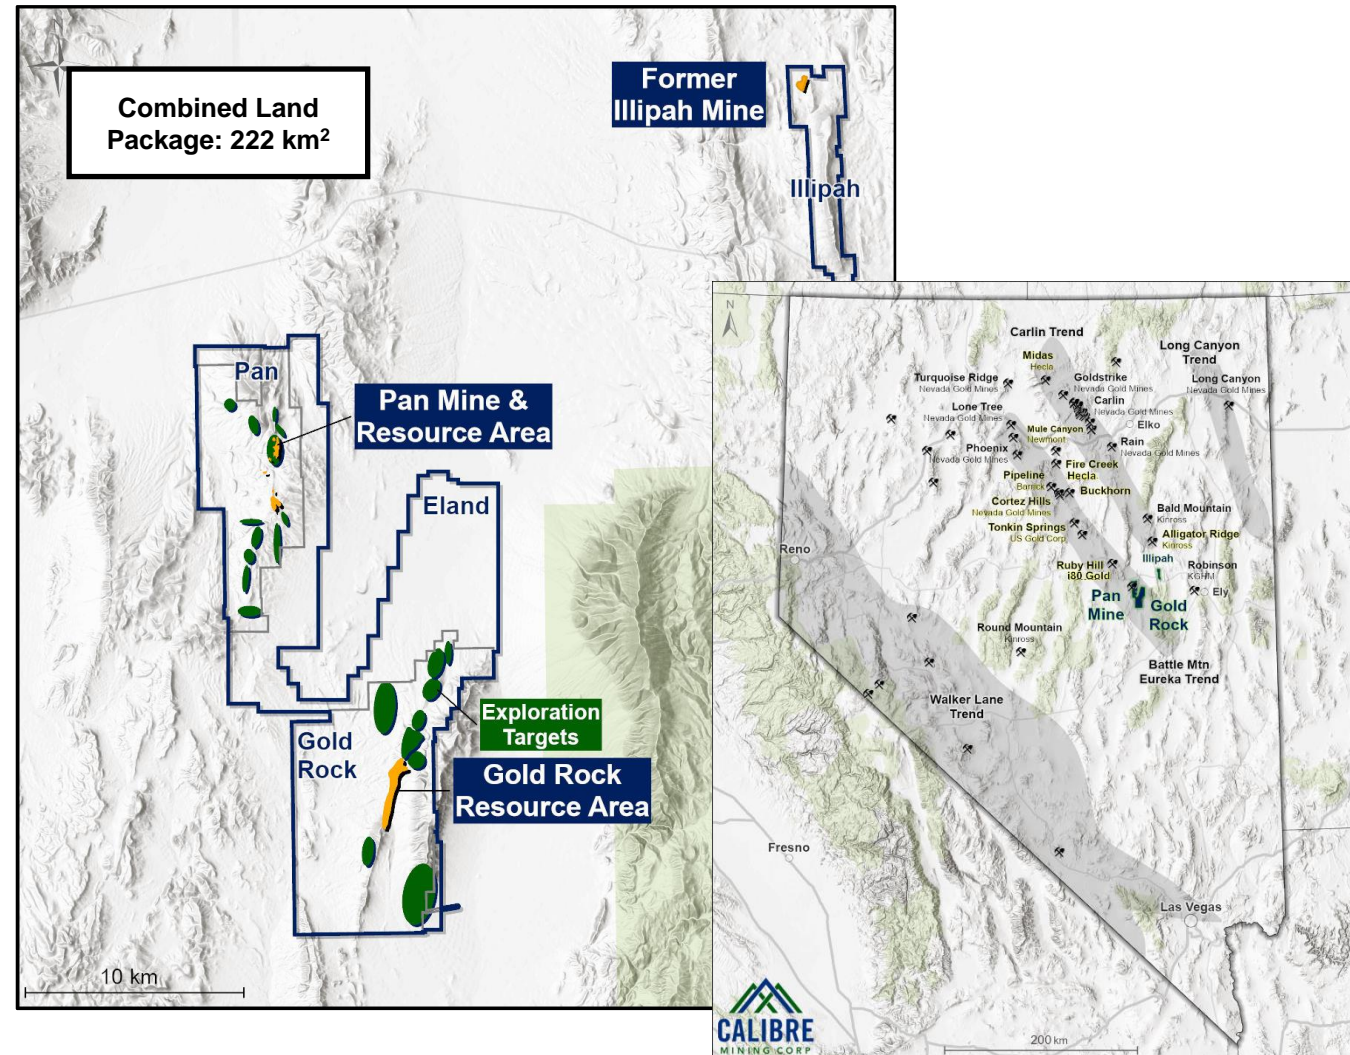 Combined Land
Package: 222 km²
Former
Illipah Mine
Illipah
Pan
Pan Mine &
Resource Area
Eland
Exploration
Targets
Gold
Rock
Gold Rock
Resource Area
10 km
N
Carlin Trend
Midas
Hecla
Long Canyon
Trend
Turquoise Ridge
Nevada Gold Mines
Goldstrike
Nevada Gold Mines
Long Canyon
Nevada Gold Mines
Lone Tree
Nevada Gold Mines
Carlin
Nevada Gold Mines
Elko
Mule Canyon
Newmont
Rain
Nevada Gold Mines
Phoenix
Nevada Gold Mines
Fire Creek
Hecla
Pipeline
Barrick
Buckhorn
Cortez Hills
Nevada Gold Mines
Bald Mountain
Kinross
Tonkin Springs
US Gold Corp
Alligator Ridge
Kinross
Reno
Illipah
Ruby Hill
i80 Gold
Robinson
KGHM
Ely
Pan
Mine
Gold
Rock
Round Mountain
Kinross
Battle Mtn
Eureka Trend
Walker Lane
Trend
Fresno
Las Vegas
CALIBRE
MINING CORP
200 km